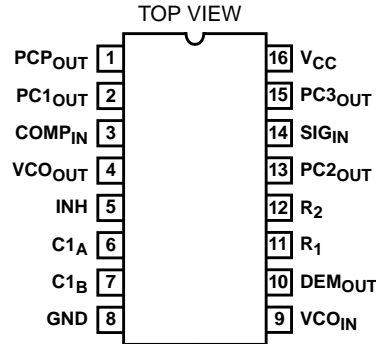 TOP VIEW
PCPOUT 1 16 VCC
PC1OUT 2 15 PC3OUT
COMPIN 3 14 SIGIN
VCOOUT 4 13 PC2OUT
INH 5 12 R2
C1A 6 11 R1
C1B 7 10 DEMOUT
GND 8 9 VCOIN